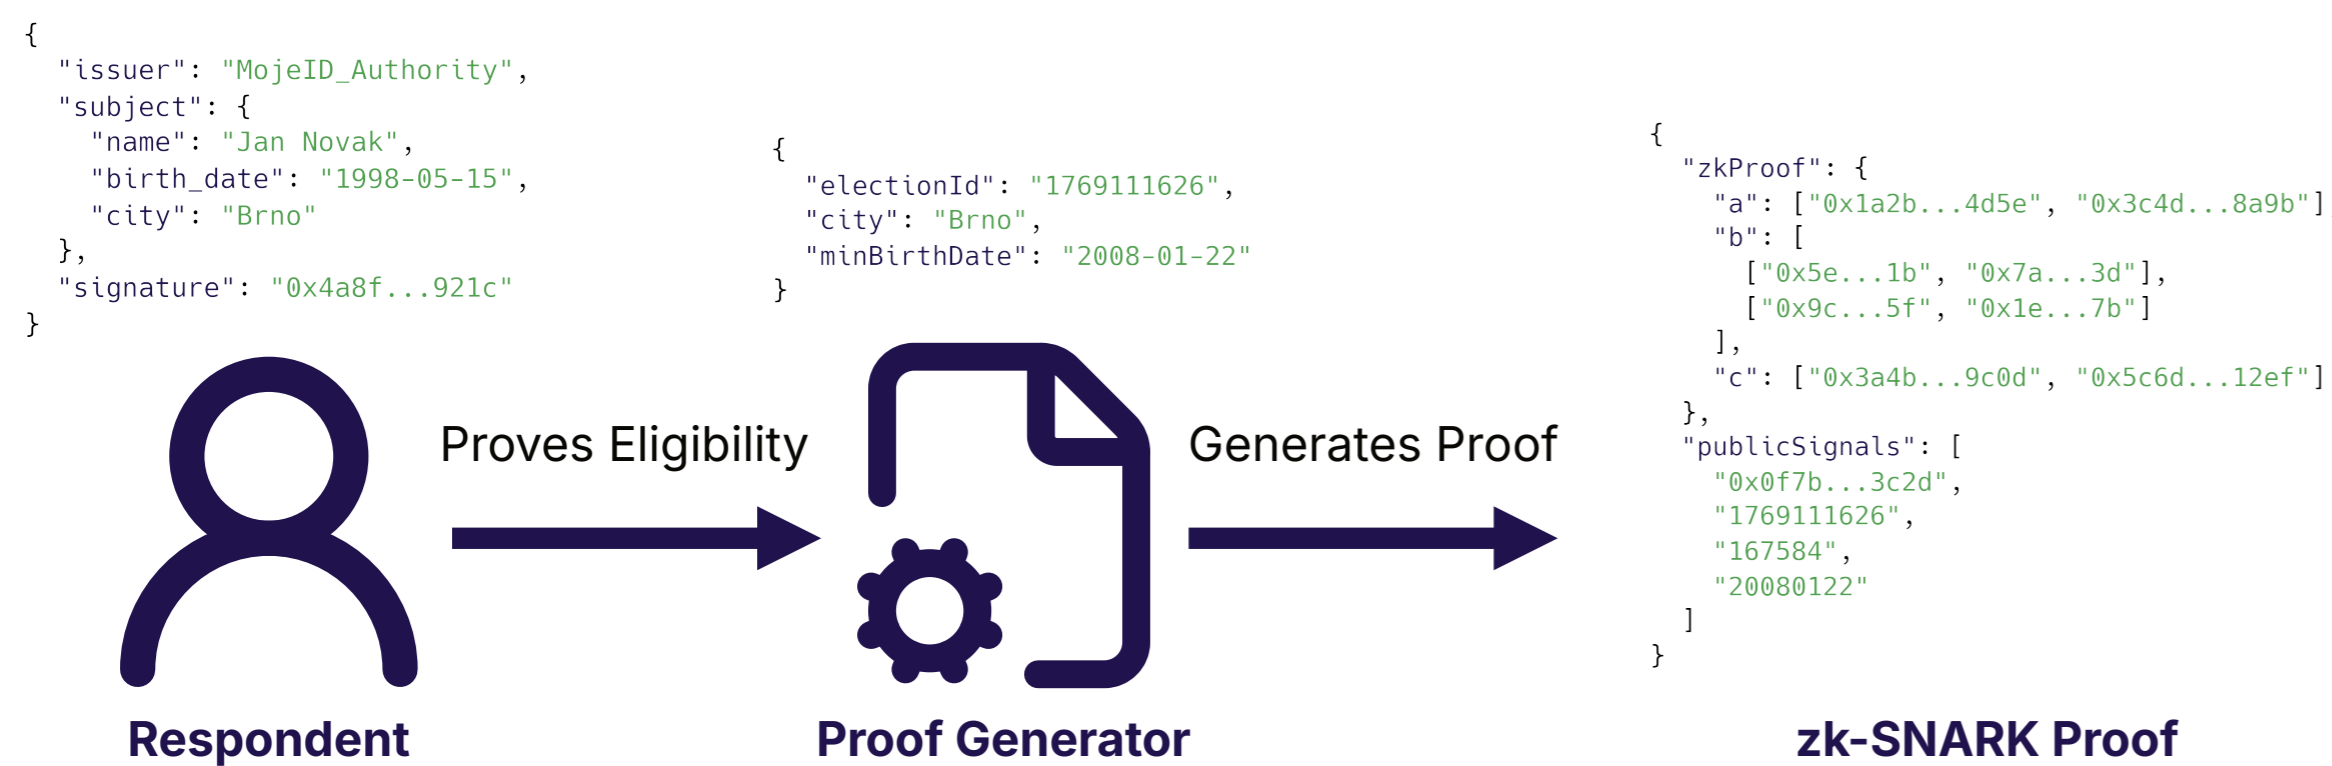 {
  "issuer": "MojeID_Authority",
  "subject": {
    "name": "Jan Novak",
    "birth_date": "1998-05-15",
    "city": "Brno"
  },
  "signature": "0x4a8f...921c"
}
Respondent
Proves Eligibility
{
  "electionId": "1769111626",
  "city": "Brno",
  "minBirthDate": "2008-01-22"
}
Proof Generator
Generates Proof
{
  "zkProof": {
    "a": ["0x1a2b...4d5e", "0x3c4d...8a9b"]
    "b": [
      ["0x5e...1b", "0x7a...3d"],
      ["0x9c...5f", "0x1e...7b"]
    ],
    "c": ["0x3a4b...9c0d", "0x5c6d...12ef"]
  },
  "publicSignals": [
    "0x0f7b...3c2d",
    "1769111626",
    "167584",
    "20080122"
  ]
}
zk-SNARK Proof